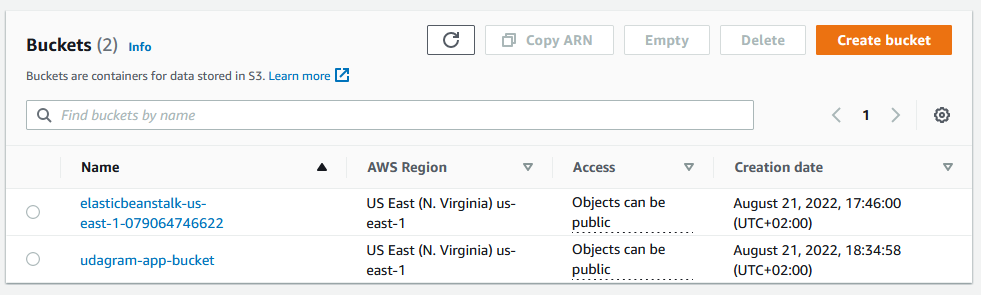 Buckets (2) Info
Copy ARN
Empty
Delete
Create bucket
Buckets are containers for data stored in S3. Learn more
Find buckets by name
1
Name
AWS Region
Access
Creation date
elasticbeanstalk-us-
east-1-079064746622
US East (N. Virginia) us-
east-1
Objects can be
public
August 21, 2022, 17:46:00
(UTC+02:00)
udagram-app-bucket
US East (N. Virginia) us-
east-1
Objects can be
public
August 21, 2022, 18:34:58
(UTC+02:00)